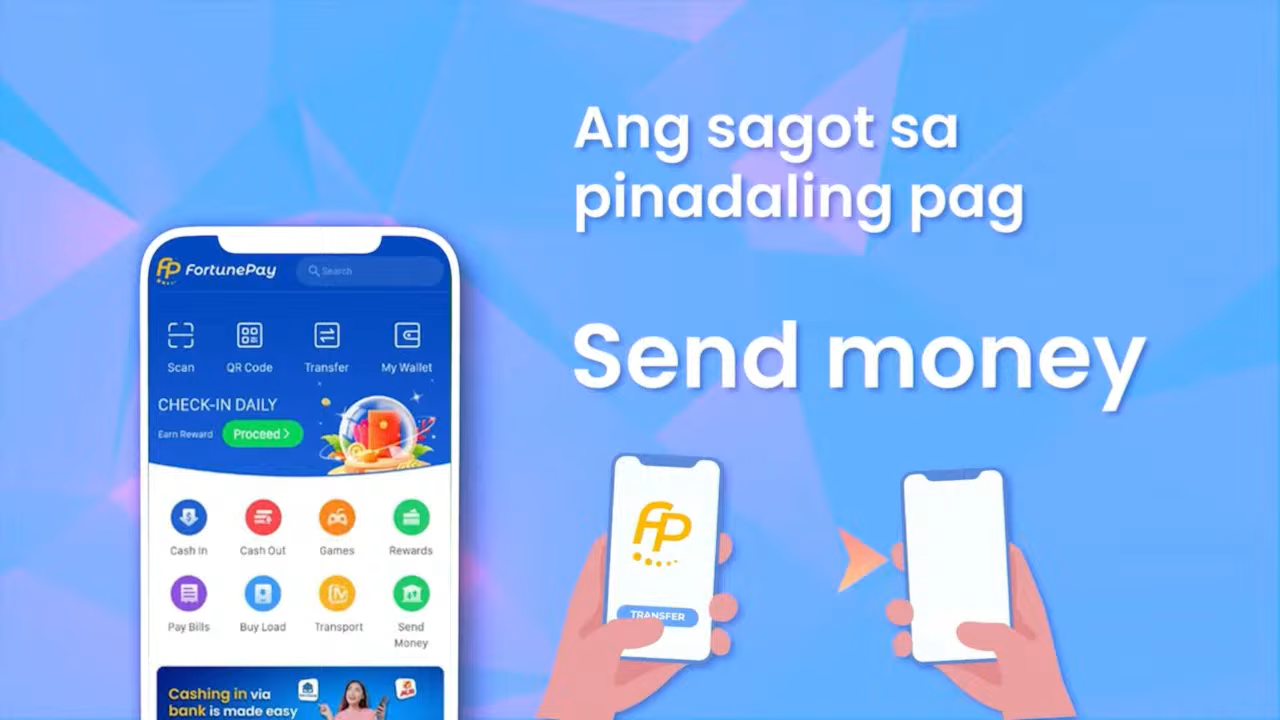 Ang sagot sa
pinadaling pag
Send money
FP FortunePay
Search
Scan
QR Code
Transfer
My Wallet
CHECK-IN DAILY
Earn Reward
Proceed >
Cash In
Cash Out
Games
Rewards
Pay Bills
Buy Load
Transport
Send
Money
Cashing in via
bank is made easy
FP
TRANSFER